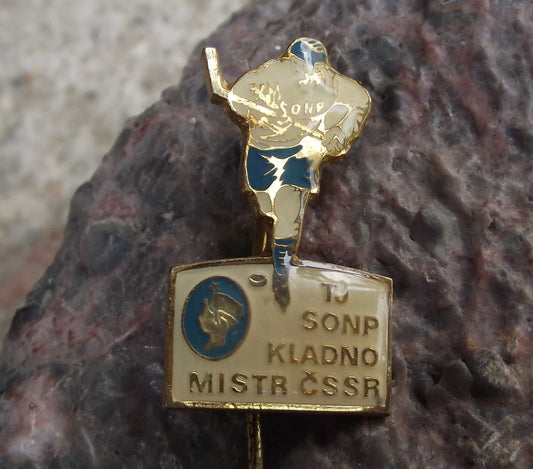 SONP
TJ
SONP
KLADNO
MISTR ČSSR